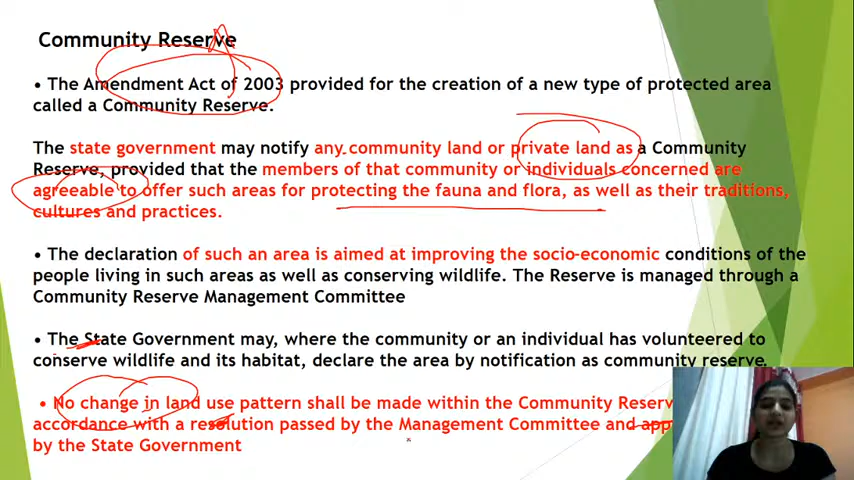 Community Reserve
• The Amendment Act of 2003 provided for the creation of a new type of protected area
called a Community Reserve.
The state government may notify any community land or private land as a Community
Reserve, provided that the members of that community or individuals concerned are
agreeable to offer such areas for protecting the fauna and flora, as well as their traditions,
cultures and practices.
• The declaration of such an area is aimed at improving the socio-economic conditions of the
people living in such areas as well as conserving wildlife. The Reserve is managed through a
Community Reserve Management Committee
• The State Government may, where the community or an individual has volunteered to
conserve wildlife and its habitat, declare the area by notification as community reserve.
• No change in land use pattern shall be made within the Community
accordance with a resolution passed by the Management Committee and
by the State Government